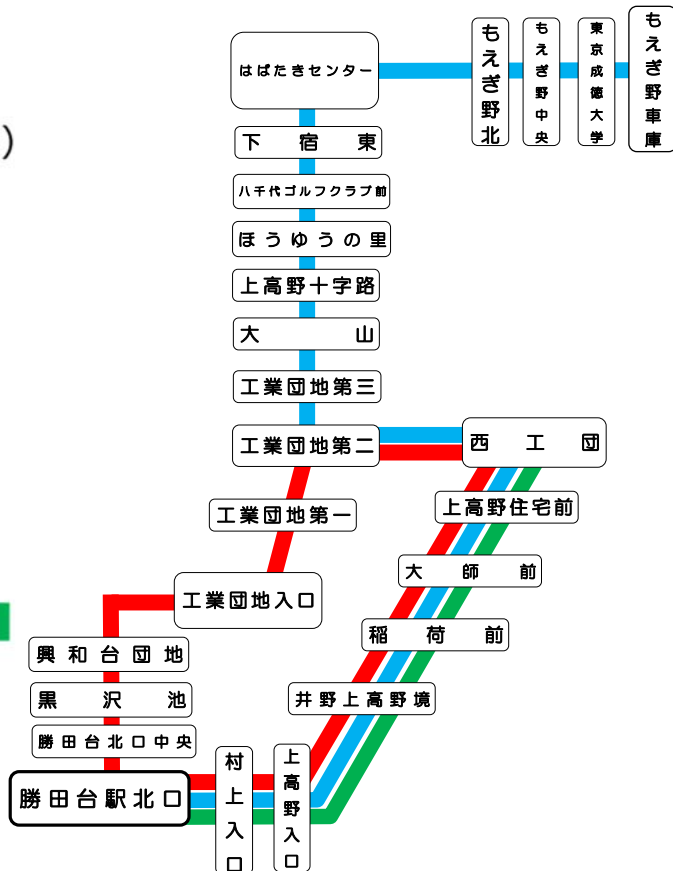 )
はばたきセンター
もえぎ野北
もえぎ野中央
東京成徳大学
もえぎ野車庫
下宿東
八千代ゴルフクラブ前
ほうゆうの里
上高野十字路
大山
工業団地第三
工業団地第二
西工団
工業団地第一
上高野住宅前
大師前
工業団地入口
稲荷前
興和台団地
黒沢池
井野上高野境
勝田台北口中央
勝田台駅北口
村上入口
上高野入口